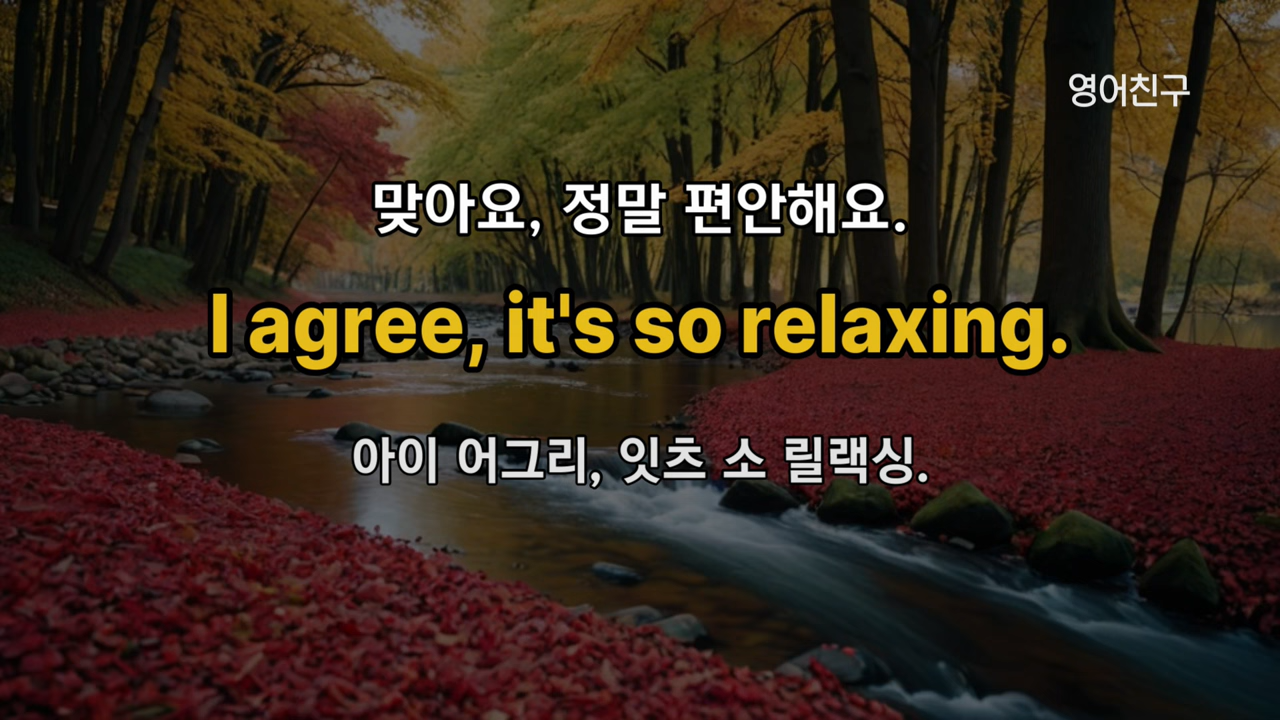 영어친구
맞아요, 정말 편안해요.
I agree, it's so relaxing.
아이 어그리, 잇츠 소 릴랙싱.